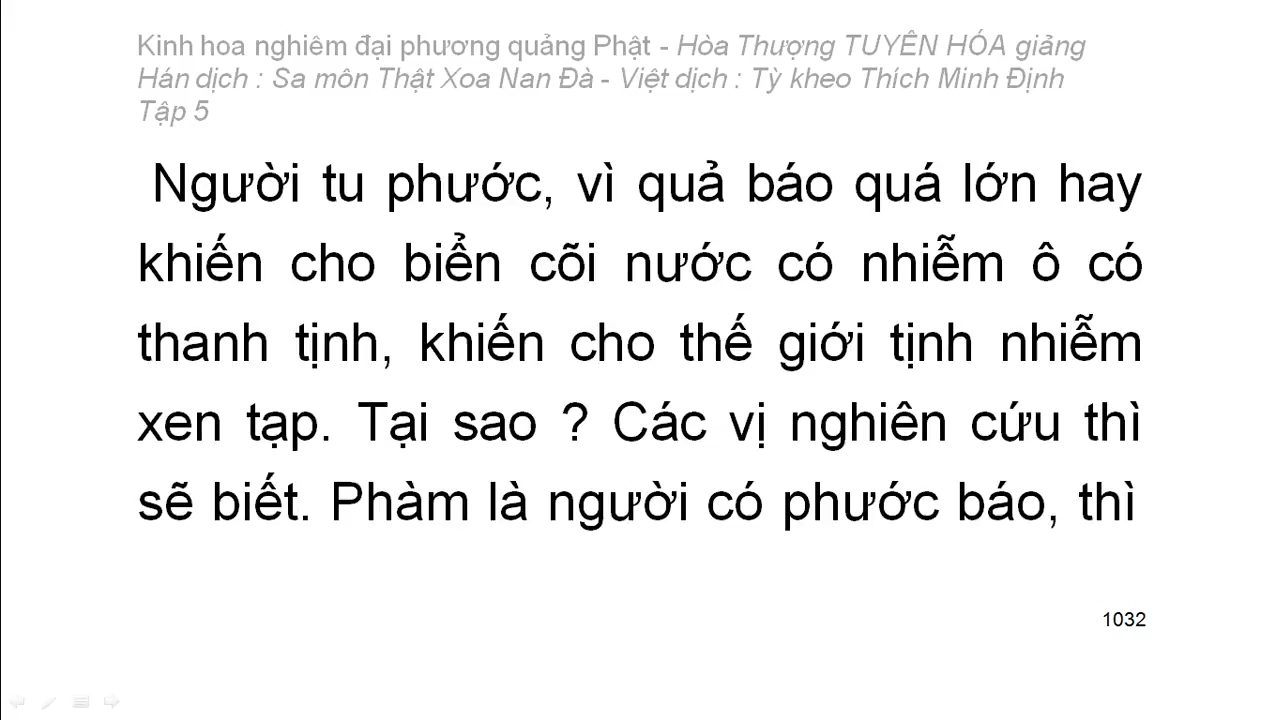 Kinh hoa nghiêm đại phương quảng Phật - Hòa Thượng TUYÊN HÓA giảng
Hán dịch : Sa môn Thật Xoa Nan Đà - Việt dịch : Tỳ kheo Thích Minh Định
Tập 5
Người tu phước, vì quả báo quá lớn hay
khiến cho biển cõi nước có nhiễm ô có
thanh tịnh, khiến cho thế giới tịnh nhiễm
xen tạp. Tại sao ? Các vị nghiên cứu thì
sẽ biết. Phàm là người có phước báo, thì
1032